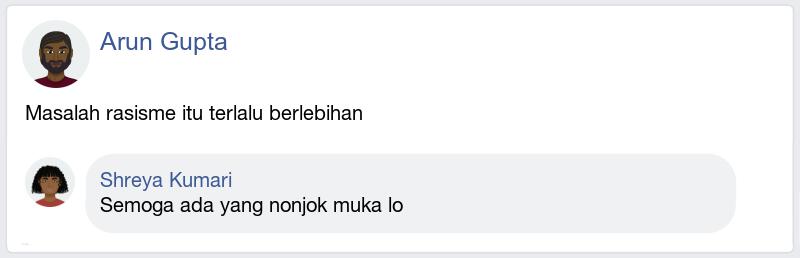 Arun Gupta
Masalah rasisme itu terlalu berlebihan
Shreya Kumari
Semoga ada yang nonjok muka lo